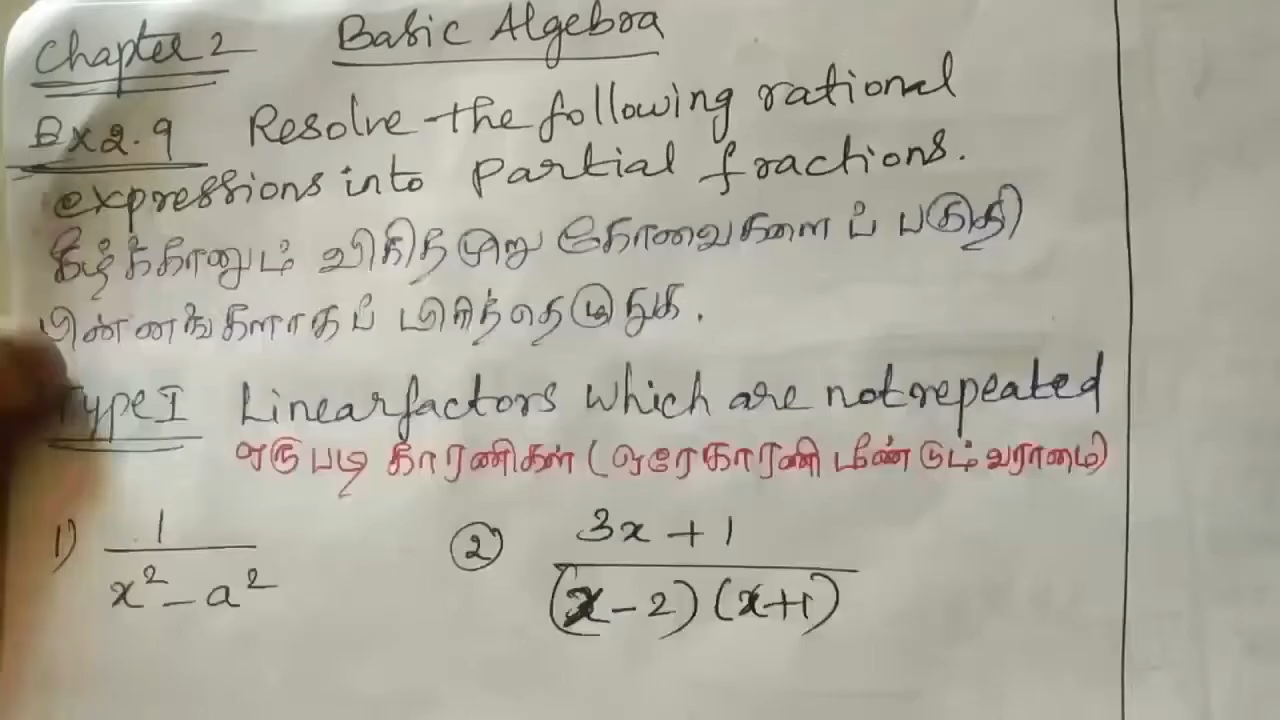 Chapter 2 Basic Algebra
Ex 2.9 Resolve the following rational
expressions into Partial fractions.
கீழ்க்காணும் விகிதமுறு கோவைகளைப் பகுதி
பின்னங்களாகப் பிரித்தெடுதுக.
Type I Linear factors which are not repeated
ஒருபடி காரணிகள் (ஒரே காரணி மீண்டும் வராமை)
1) 1 / x² - a² ② 3x + 1 / (x - 2) (x + 1)